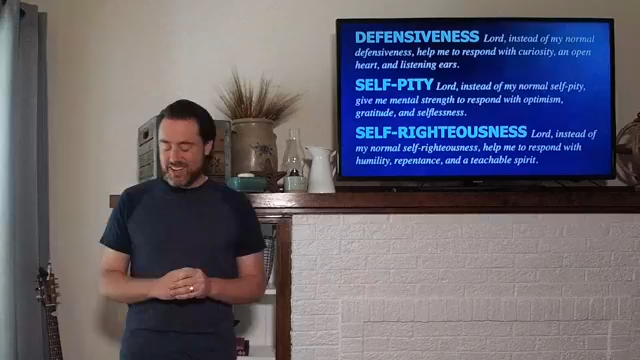 DEFENSIVENESS Lord, instead of my normal
defensiveness, help me to respond with curiosity, an open
heart, and listening ears.
SELF-PITY Lord, instead of my normal self-pity,
give me mental strength to respond with optimism,
gratitude, and selflessness.
SELF-RIGHTEOUSNESS Lord, instead of
my normal self-righteousness, help me to respond with
humility, repentance, and a teachable spirit.